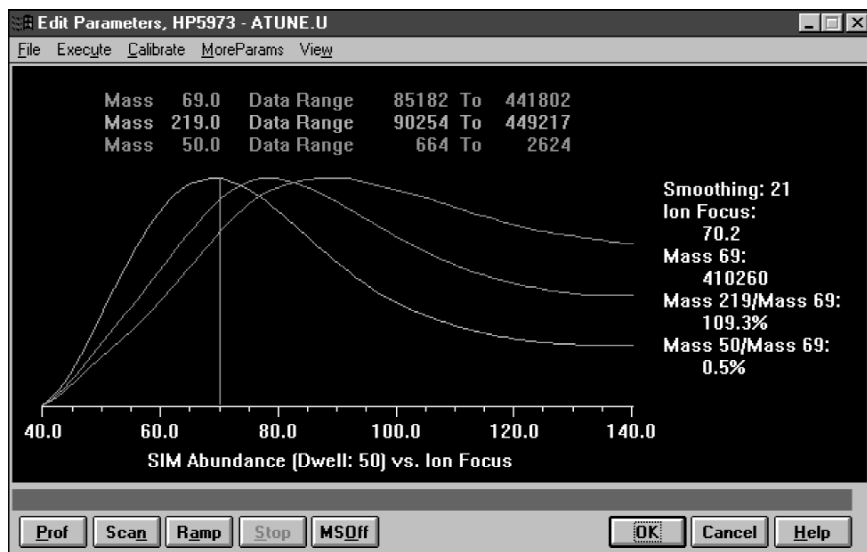 Edit Parameters, HP5973 - ATUNE.U
File Execute Calibrate MoreParams View
Mass 69.0 Data Range 85182 To 441802
Mass 219.0 Data Range 90254 To 449217
Mass 50.0 Data Range 664 To 2624
Smoothing: 21
Ion Focus:
70.2
Mass 69:
410260
Mass 219/Mass 69:
109.3%
Mass 50/Mass 69:
0.5%
40.0 60.0 80.0 100.0 120.0 140.0
SIM Abundance (Dwell: 50) vs. Ion Focus
Prof Scan Ramp Stop MSOff OK Cancel Help